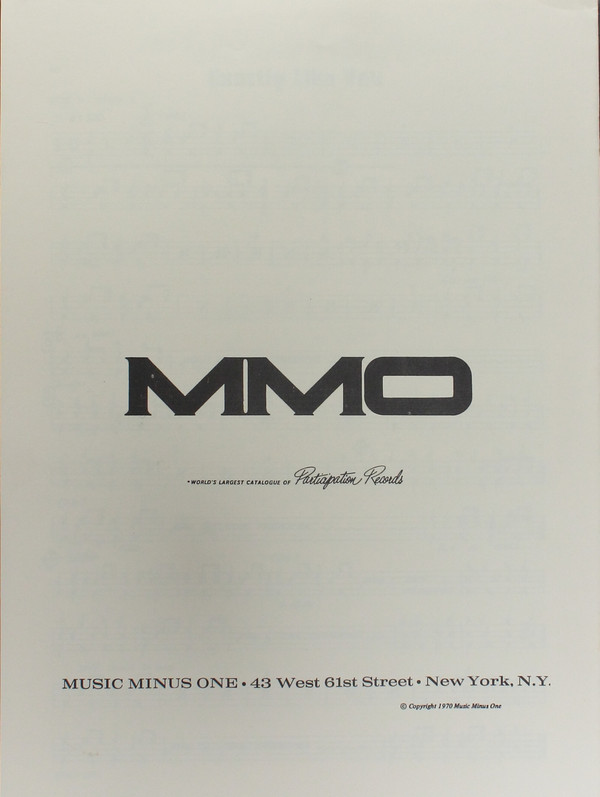 MMO
• WORLD'S LARGEST CATALOGUE OF Participation Records
MUSIC MINUS ONE • 43 West 61st Street • New York, N.Y.
© Copyright 1970 Music Minus One